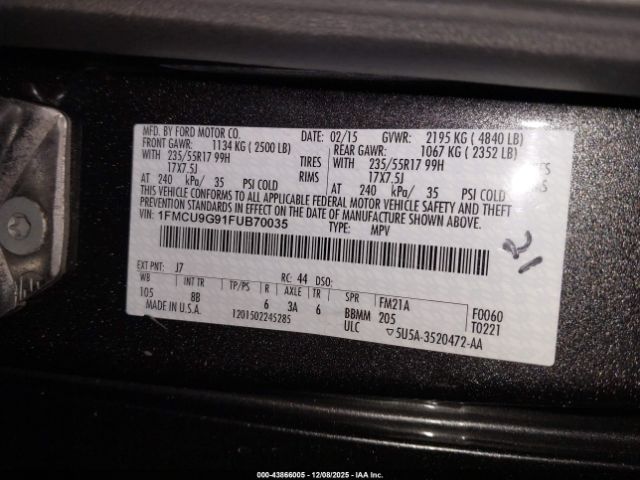 MFD. BY FORD MOTOR CO. DATE: 02/15 GVWR: 2195 KG ( 4840 LB)
FRONT GAWR: 1134 KG ( 2500 LB) REAR GAWR: 1067 KG ( 2352 LB)
WITH 235/55R17 99H TIRES WITH 235/55R17 99H TIRES
17X7.5J RIMS 17X7.5J RIMS
AT 240 kPa/ 35 PSI COLD AT 240 kPa/ 35 PSI COLD
THIS VEHICLE CONFORMS TO ALL APPLICABLE FEDERAL MOTOR VEHICLE SAFETY AND THEFT
PREVENTION STANDARDS IN EFFECT ON THE DATE OF MANUFACTURE SHOWN ABOVE.
VIN: 1FMCU9G91FUB70035
TYPE: MPV
21
EXT PNT: J7 RC: 44 DSO:
WB INT TR TP/PS R AXLE TR SPR FM21A F0060
105 8B 6 3A 6 BBMM 205 T0221
MADE IN U.S.A. 1201502245285 ULC ▽5U5A-3520472-AA
000-43866005 - 12/08/2025 - IAA Inc.